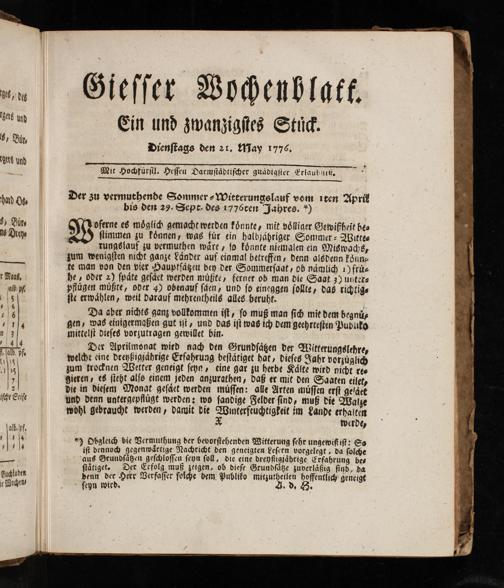 Giesser Wochenblatt.
Ein und zwanzigstes Stück.
Dienstags den 21. May 1776.
Mit Hochfürstl. Hessen Darmstädtischer gnädigster Erlaubniß.
Der zu vermuthende Sommer-Witterungslauf vom 1ten April
bis den 29. Sept. des 1776ten Jahres. *)
Woferne es möglich gemacht werden könnte, mit völliger Gewißheit be-
stimmen zu können, was für ein halbjähriger Sommer-Witte-
rungslauf zu vermuthen wäre, so könnte niemalen ein Miswachs,
zum wenigsten nicht ganze Länder auf einmal betreffen, denn alsdenn könn-
te man von den vier Hauptsäzen bey der Sommersaat, ob nämlich 1) frü-
he, oder 2) späte gesäet werden müßte, ferner ob man die Saat 3) unter-
pflügen müßte, oder 4) obenauf säen, und so eineggen sollte, das richtig-
ste erwählen, weil darauf mehrentheils alles beruht.
Da aber nichts ganz vollkommen ist, so muß man sich mit dem begnü-
gen, was einigermaßen gut ist, und das ist was ich dem geehrtesten Publiko
mittelst dieses vorzutragen gewillet bin.
Der Aprilmonat wird nach den Grundsäzen der Witterungslehre,
welche eine dreyßigjährige Erfahrung bestätiget hat, dieses Jahr vorzüglich
zum trocknen Wetter geneigt seyn, eine gar zu herbe Kälte wird nicht re-
gieren, es steht also einem jeden anzurathen, daß er mit den Saaten eilet,
die in diesem Monat gesäet werden müssen: alle Arten müssen erst gesäet
und denn untergepflügt werden: wo sandige Felder sind, muß die Walze
wohl gebraucht werden, damit die Winterfeuchtigkeit im Lande erhalten
X werde,
*) Obgleich die Vermuthung der bevorstehenden Witterung sehr ungewiß ist: So
ist dennoch gegenwärtige Nachricht den geneigten Lesern vorgelegt, da solche
aus Grundsätzen geschlossen seyn soll, die eine dreyßigjährige Erfahrung be-
stätiget. Der Erfolg muß zeigen, ob diese Grundsätze zuverläßig sind, da
denn der Herr Verfasser solche dem Publiko mitzutheilen hoffentlich geneigt
seyn wird. A. d. H.